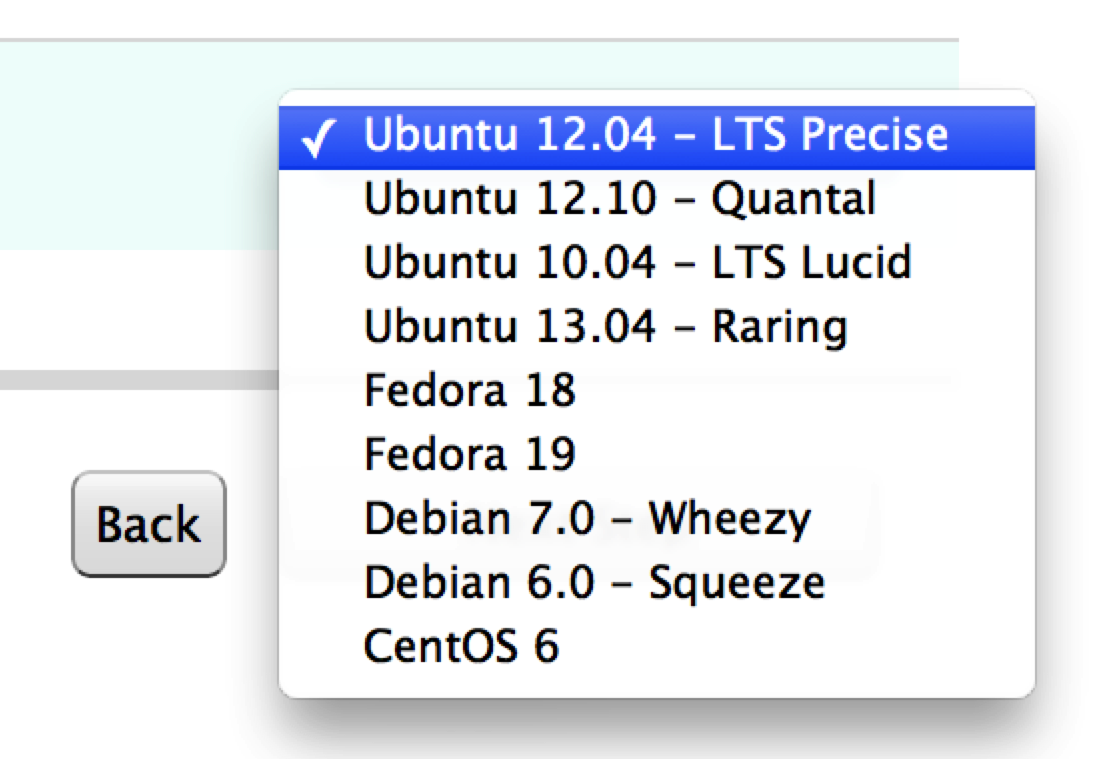 ✓ Ubuntu 12.04 – LTS Precise
Ubuntu 12.10 – Quantal
Ubuntu 10.04 – LTS Lucid
Ubuntu 13.04 – Raring
Fedora 18
Fedora 19
Debian 7.0 – Wheezy
Debian 6.0 – Squeeze
CentOS 6
Back